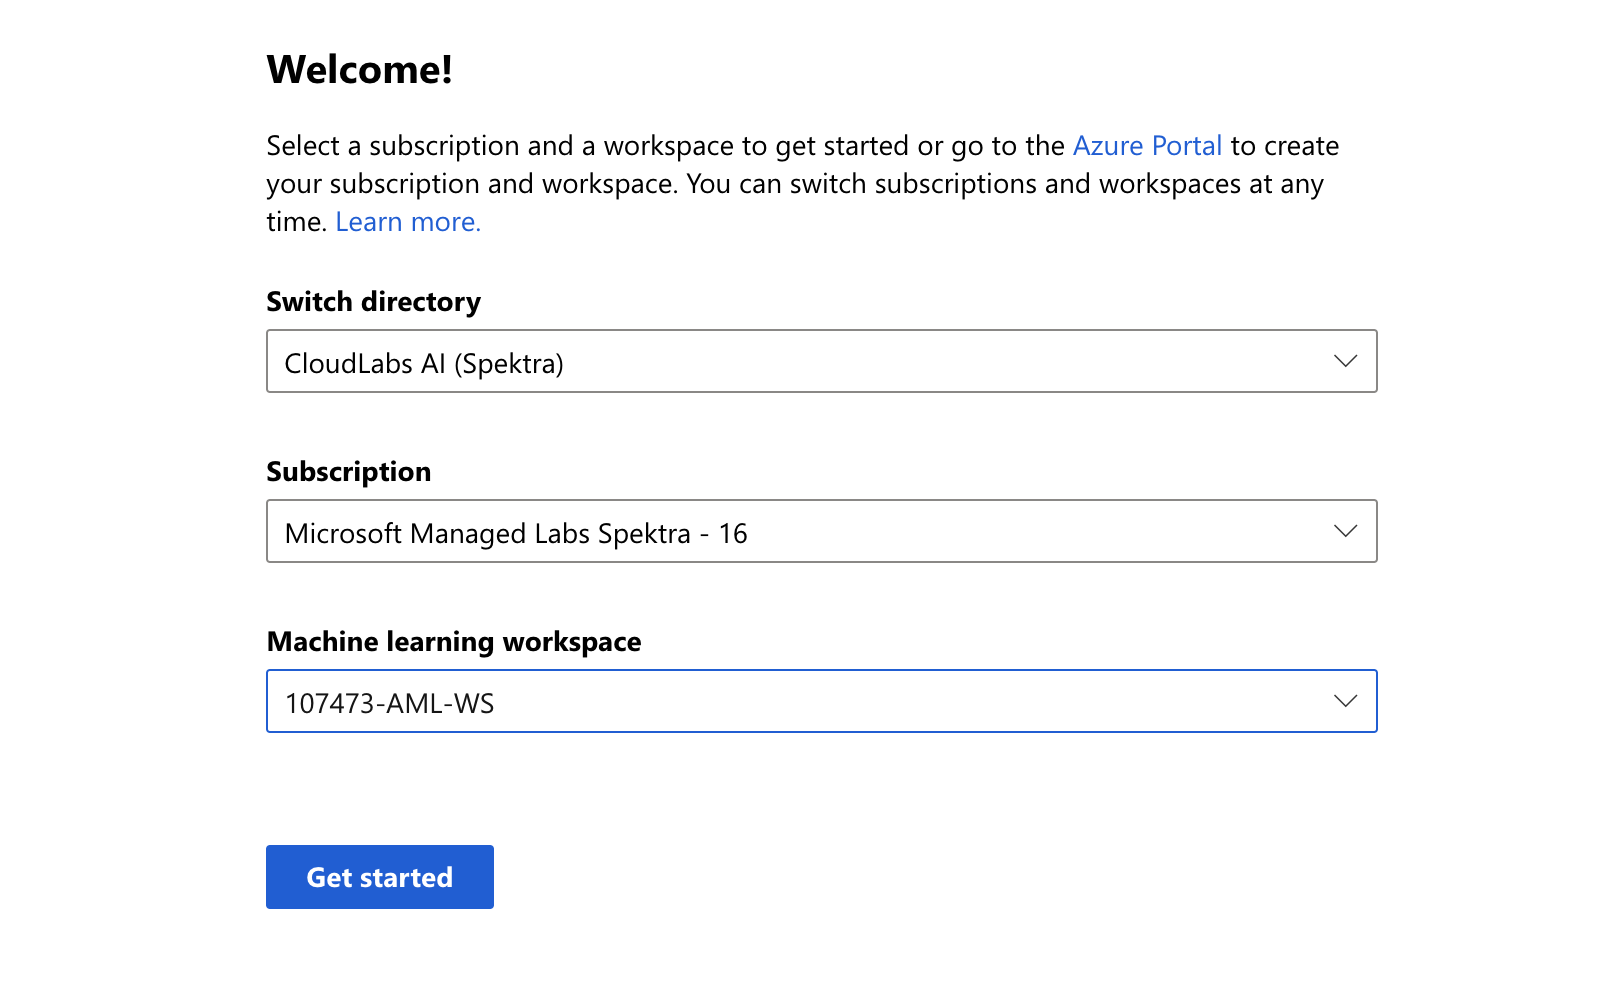 Welcome!
Select a subscription and a workspace to get started or go to the Azure Portal to create
your subscription and workspace. You can switch subscriptions and workspaces at any
time. Learn more.
Switch directory
CloudLabs AI (Spektra)
Subscription
Microsoft Managed Labs Spektra - 16
Machine learning workspace
107473-AML-WS
Get started